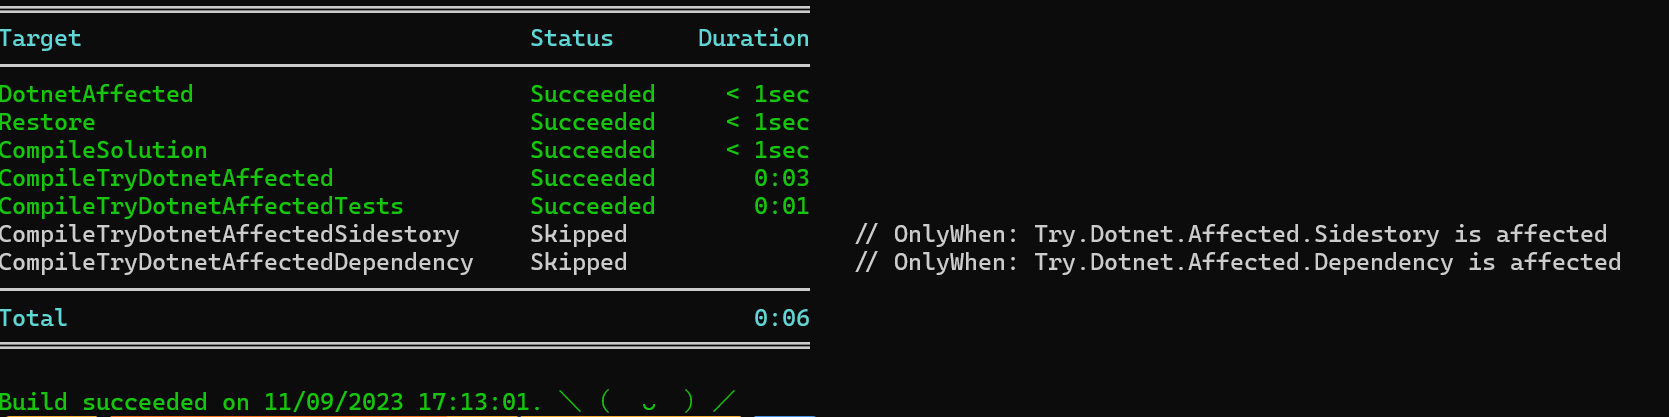 Target Status Duration
DotnetAffected Succeeded < 1sec
Restore Succeeded < 1sec
CompileSolution Succeeded < 1sec
CompileTryDotnetAffected Succeeded 0:03
CompileTryDotnetAffectedTests Succeeded 0:01
CompileTryDotnetAffectedSidestory Skipped // OnlyWhen: Try.Dotnet.Affected.Sidestory is affected
CompileTryDotnetAffectedDependency Skipped // OnlyWhen: Try.Dotnet.Affected.Dependency is affected
Total 0:06
Build succeeded on 11/09/2023 17:13:01. ＼（ ᴗ ）／